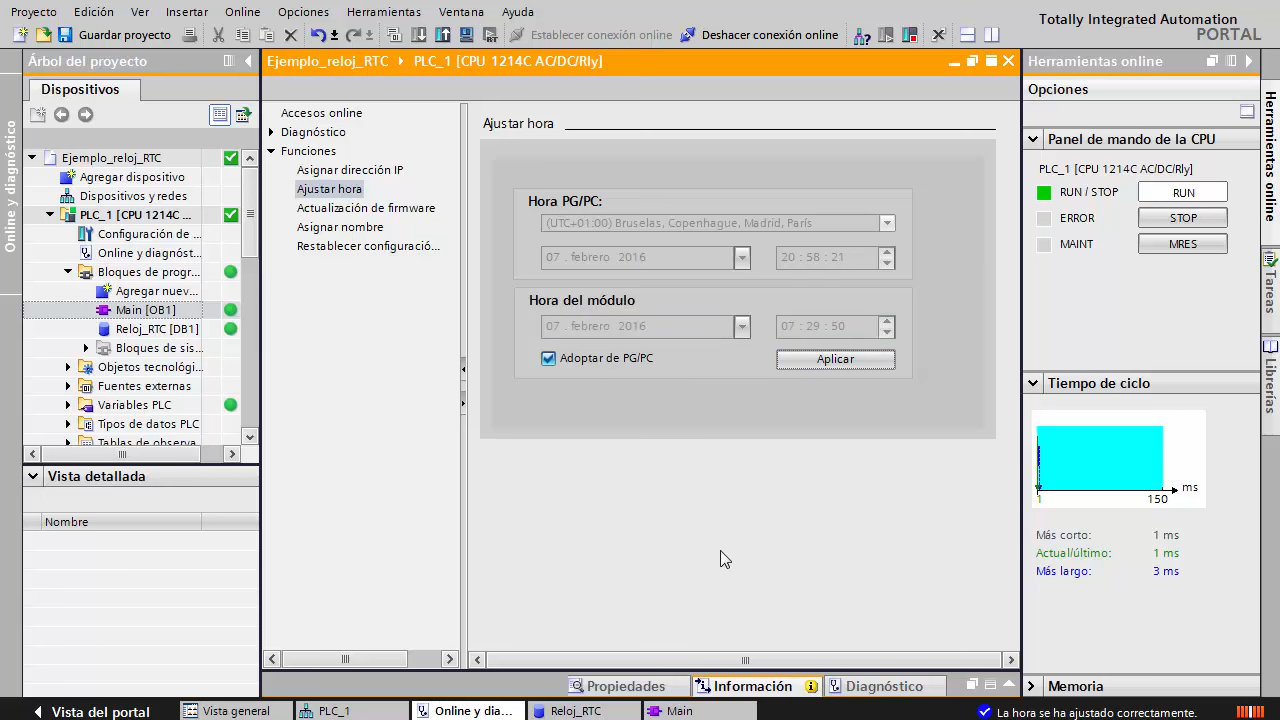 Proyecto Edición Ver Insertar Online Opciones Herramientas Ventana Ayuda
Totally Integrated Automation
PORTAL
Guardar proyecto Establecer conexión online Deshacer conexión online
Árbol del proyecto
Ejemplo_reloj_RTC PLC_1 [CPU 1214C AC/DC/Rly]
Herramientas online
Dispositivos
Opciones
Online y diagnóstico
Ejemplo_reloj_RTC
Agregar dispositivo
Dispositivos y redes
PLC_1 [CPU 1214C ...
Configuración de ...
Online y diagnóst...
Bloques de progr...
Agregar nuev...
Main [OB1]
Reloj_RTC [DB1]
Bloques de sis...
Objetos tecnológi...
Fuentes externas
Variables PLC
Tipos de datos PLC
Tablas de observa...
Vista detallada
Nombre
Accesos online
Diagnóstico
Funciones
Asignar dirección IP
Ajustar hora
Actualización de firmware
Asignar nombre
Restablecer configuració...
Ajustar hora
Hora PG/PC:
(UTC+01:00) Bruselas, Copenhague, Madrid, París
07 . febrero 2016 20 : 58 : 21
Hora del módulo
07 . febrero 2016 07 : 29 : 50
Adoptar de PG/PC Aplicar
Panel de mando de la CPU
PLC_1 [CPU 1214C AC/DC/Rly]
RUN / STOP RUN
ERROR STOP
MAINT MRES
Tiempo de ciclo
ms
1 150
Más corto: 1 ms
Actual/último: 1 ms
Más largo: 3 ms
Memoria
Herramientas online
Tareas
Librerías
Propiedades Información Diagnóstico
Vista del portal Vista general PLC_1 Online y dia... Reloj_RTC Main La hora se ha ajustado correctamente.